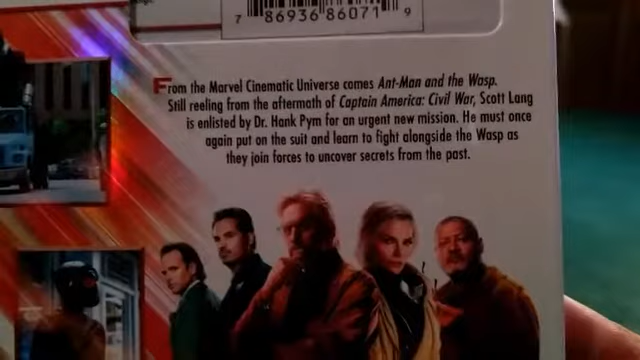 7 86936 86071 9
From the Marvel Cinematic Universe comes Ant-Man and the Wasp.
Still reeling from the aftermath of Captain America: Civil War, Scott Lang
is enlisted by Dr. Hank Pym for an urgent new mission. He must once
again put on the suit and learn to fight alongside the Wasp as
they join forces to uncover secrets from the past.